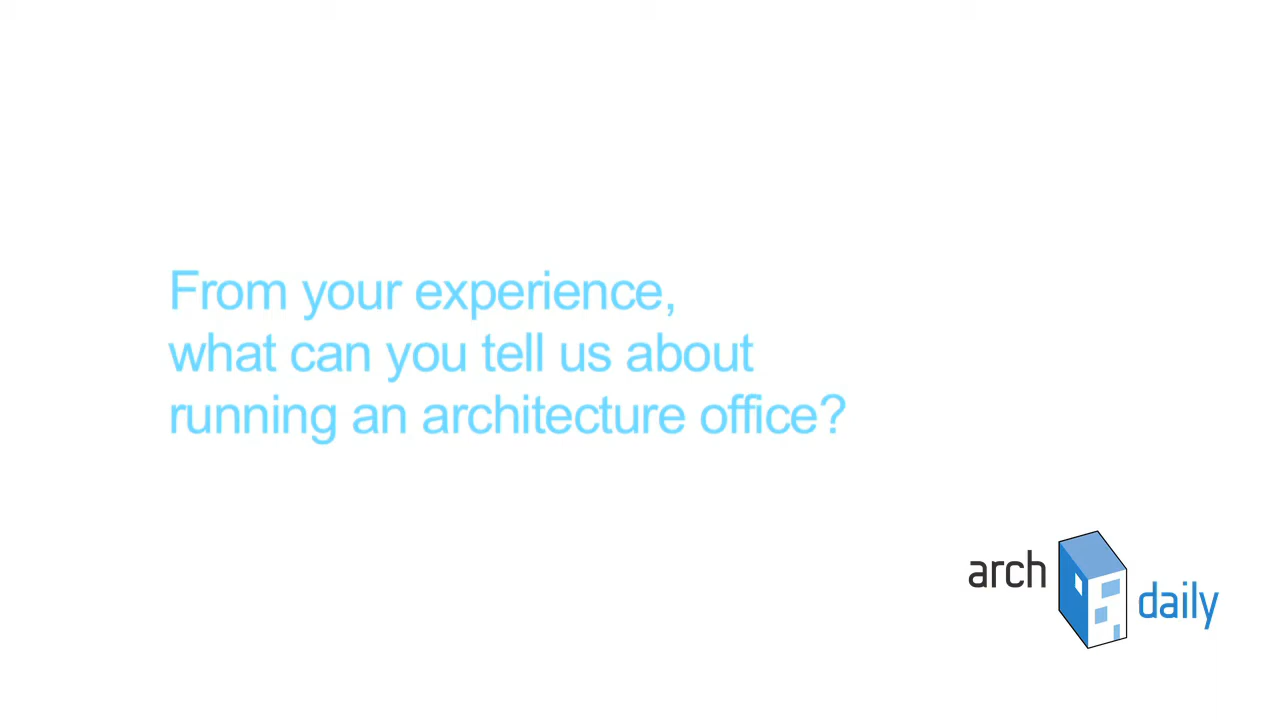 From your experience,
what can you tell us about
running an architecture office?
arch daily